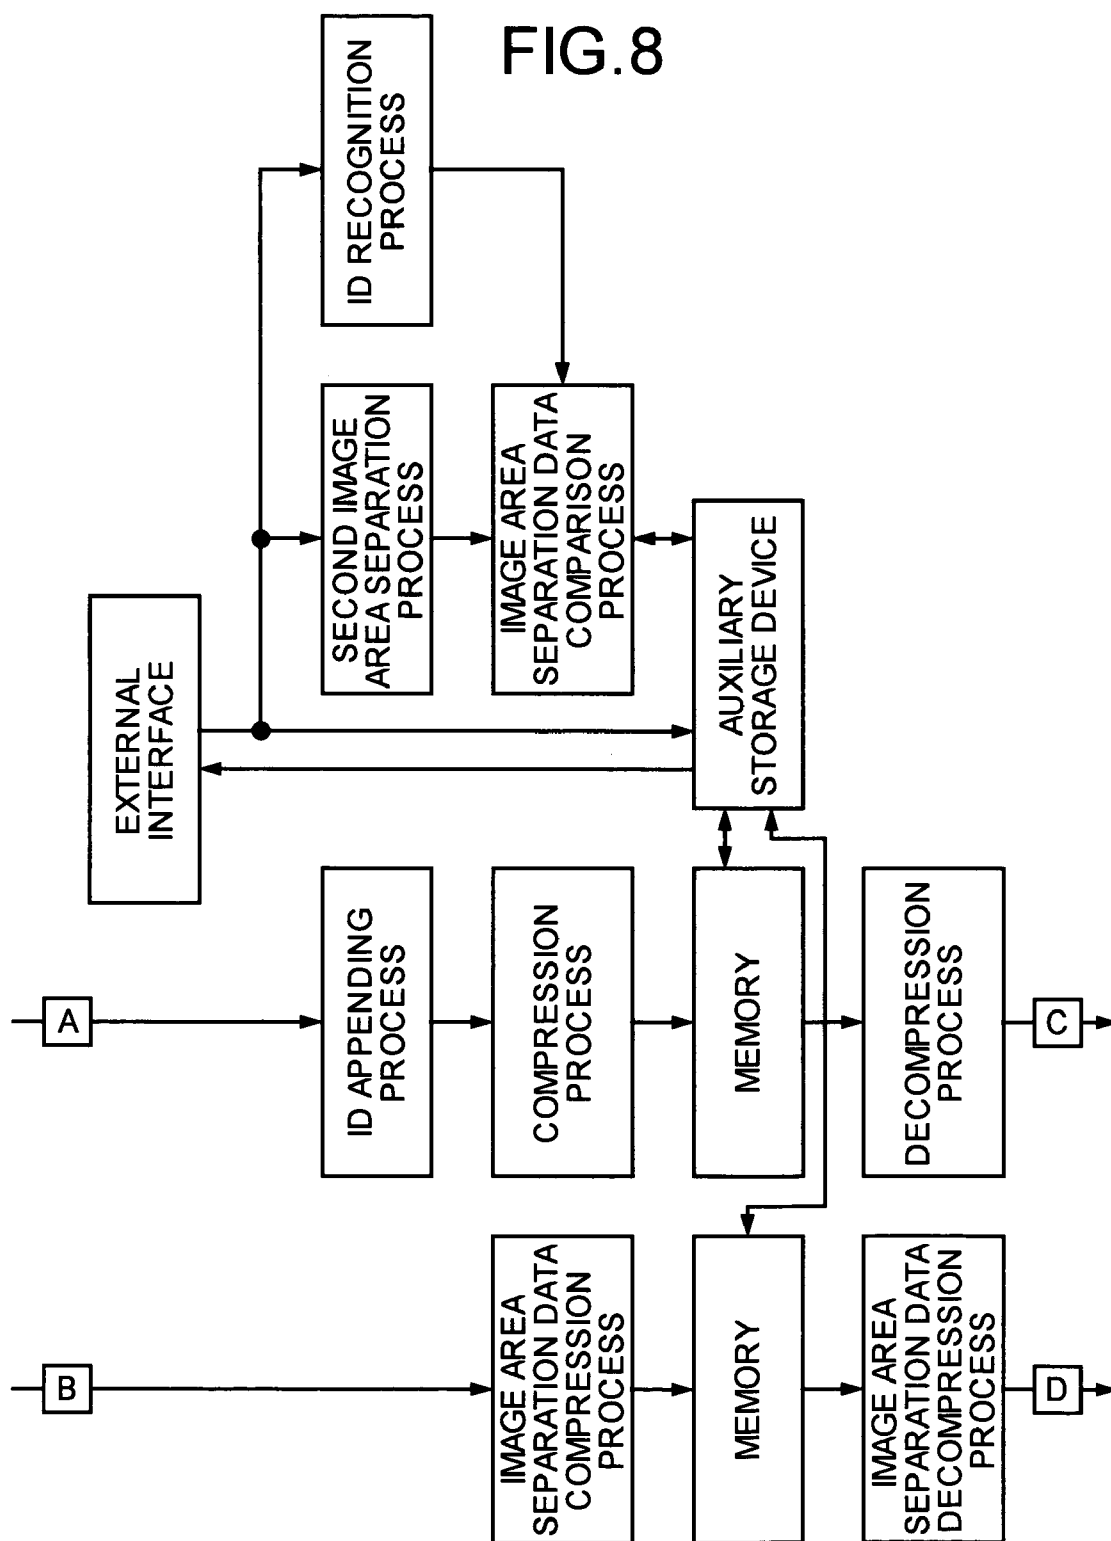 FIG.8
EXTERNAL
INTERFACE
ID RECOGNITION
PROCESS
SECOND IMAGE
AREA SEPARATION
PROCESS
IMAGE AREA
SEPARATION DATA
COMPARISON
PROCESS
AUXILIARY
STORAGE DEVICE
A
ID APPENDING
PROCESS
COMPRESSION
PROCESS
MEMORY
DECOMPRESSION
PROCESS
C
B
IMAGE AREA
SEPARATION DATA
COMPRESSION
PROCESS
MEMORY
IMAGE AREA
SEPARATION DATA
DECOMPRESSION
PROCESS
D